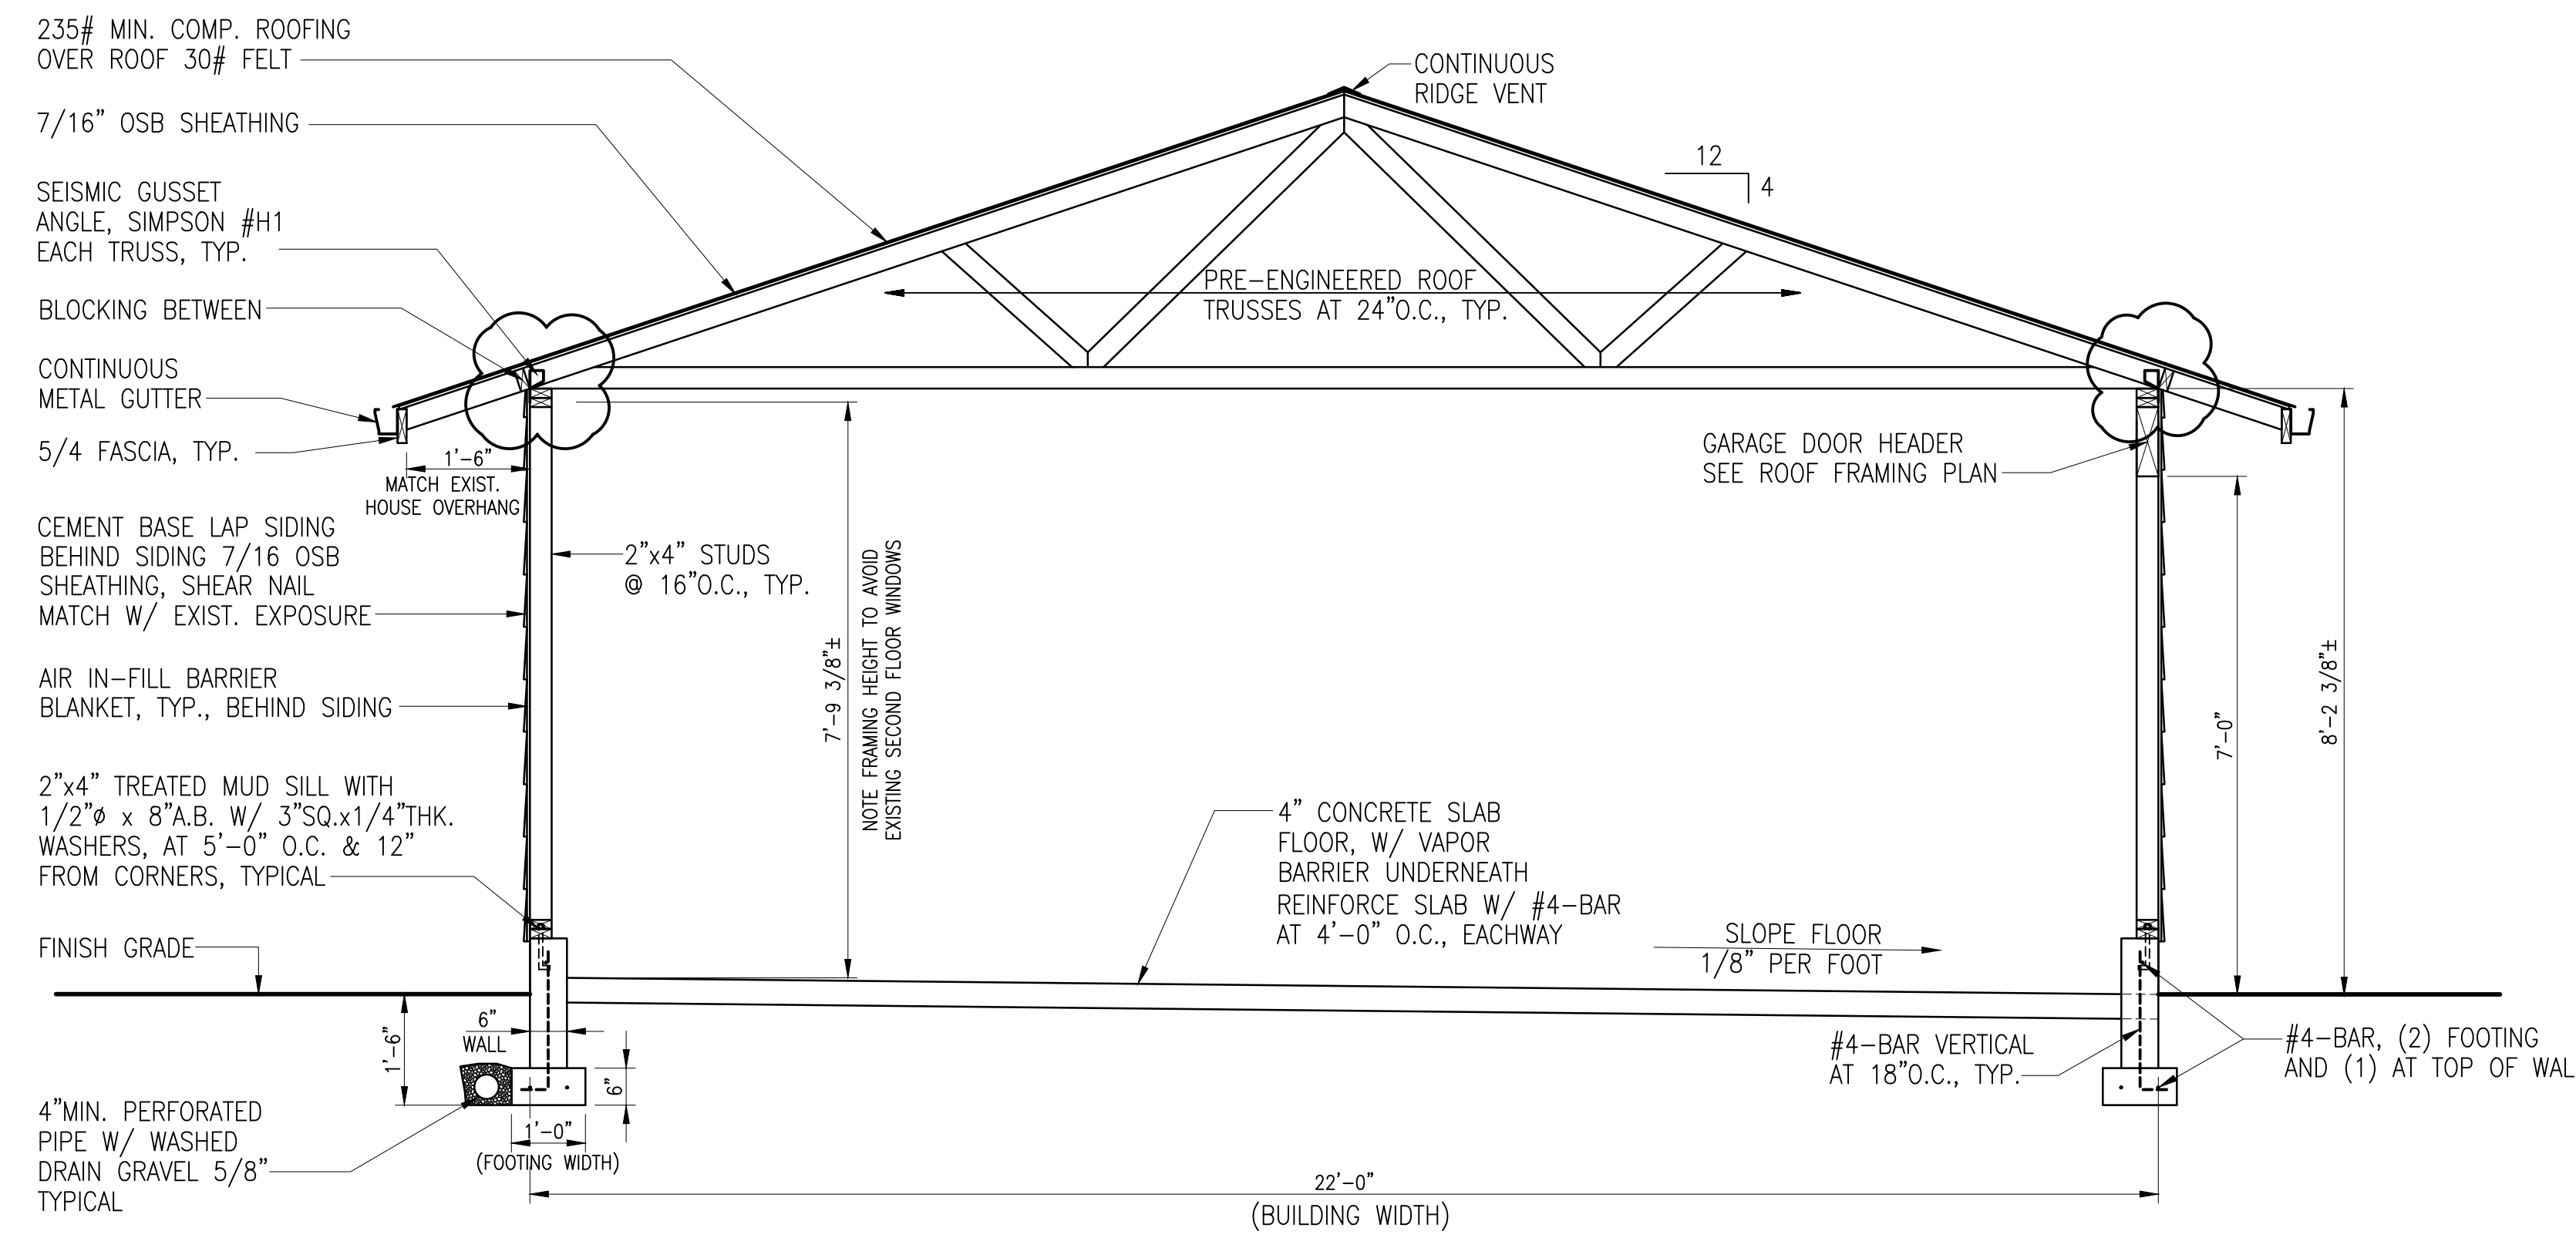 235# MIN. COMP. ROOFING
OVER ROOF 30# FELT
7/16" OSB SHEATHING
SEISMIC GUSSET
ANGLE, SIMPSON #H1
EACH TRUSS, TYP.
BLOCKING BETWEEN
CONTINUOUS
METAL GUTTER
5/4 FASCIA, TYP.
1'-6"
MATCH EXIST.
HOUSE OVERHANG
CEMENT BASE LAP SIDING
BEHIND SIDING 7/16 OSB
SHEATHING, SHEAR NAIL
MATCH W/ EXIST. EXPOSURE
AIR IN-FILL BARRIER
BLANKET, TYP., BEHIND SIDING
2"x4" TREATED MUD SILL WITH
1/2"ø x 8"A.B. W/ 3"SQ.x1/4"THK.
WASHERS, AT 5'-0" O.C. & 12"
FROM CORNERS, TYPICAL
FINISH GRADE
1'-6"
6"
WALL
6"
1'-0"
(FOOTING WIDTH)
4"MIN. PERFORATED
PIPE W/ WASHED
DRAIN GRAVEL 5/8"
TYPICAL
CONTINUOUS
RIDGE VENT
12
4
PRE-ENGINEERED ROOF
TRUSSES AT 24"O.C., TYP.
2"x4" STUDS
@ 16"O.C., TYP.
7'-9 3/8"±
NOTE FRAMING HEIGHT TO AVOID
EXISTING SECOND FLOOR WINDOWS
GARAGE DOOR HEADER
SEE ROOF FRAMING PLAN
4" CONCRETE SLAB
FLOOR, W/ VAPOR
BARRIER UNDERNEATH
REINFORCE SLAB W/ #4-BAR
AT 4'-0" O.C., EACHWAY
SLOPE FLOOR
1/8" PER FOOT
7'-0"
8'-2 3/8"±
#4-BAR VERTICAL
AT 18"O.C., TYP.
#4-BAR, (2) FOOTING
AND (1) AT TOP OF WAL
22'-0"
(BUILDING WIDTH)